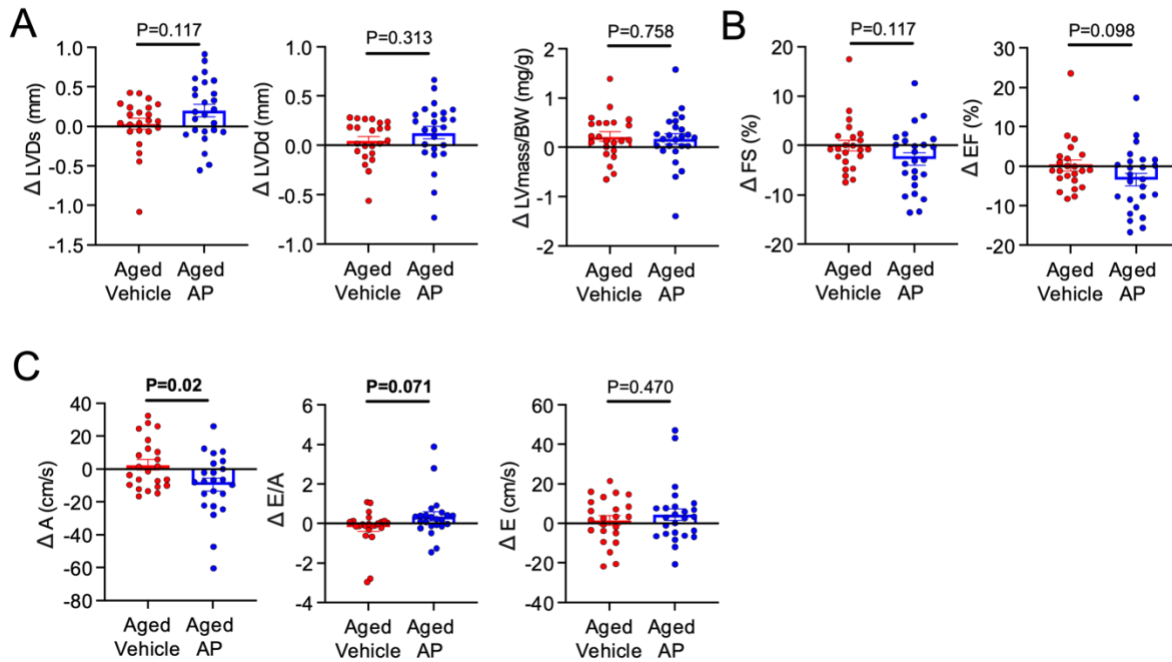 A
P=0.117
Δ LVDs (mm)
1.0
0.5
0.0
-0.5
-1.0
-1.5
Aged Vehicle
Aged AP
P=0.313
Δ LVDd (mm)
1.0
0.5
0.0
-0.5
-1.0
Aged Vehicle
Aged AP
P=0.758
Δ LVmass/BW (mg/g)
2
1
0
-1
-2
Aged Vehicle
Aged AP
B
P=0.117
Δ FS (%)
20
10
0
-10
-20
Aged Vehicle
Aged AP
P=0.098
Δ EF (%)
30
20
10
0
-10
-20
Aged Vehicle
Aged AP
C
P=0.02
Δ A (cm/s)
40
20
0
-20
-40
-60
-80
Aged Vehicle
Aged AP
P=0.071
Δ E/A
6
4
2
0
-2
-4
Aged Vehicle
Aged AP
P=0.470
Δ E (cm/s)
60
40
20
0
-20
-40
Aged Vehicle
Aged AP